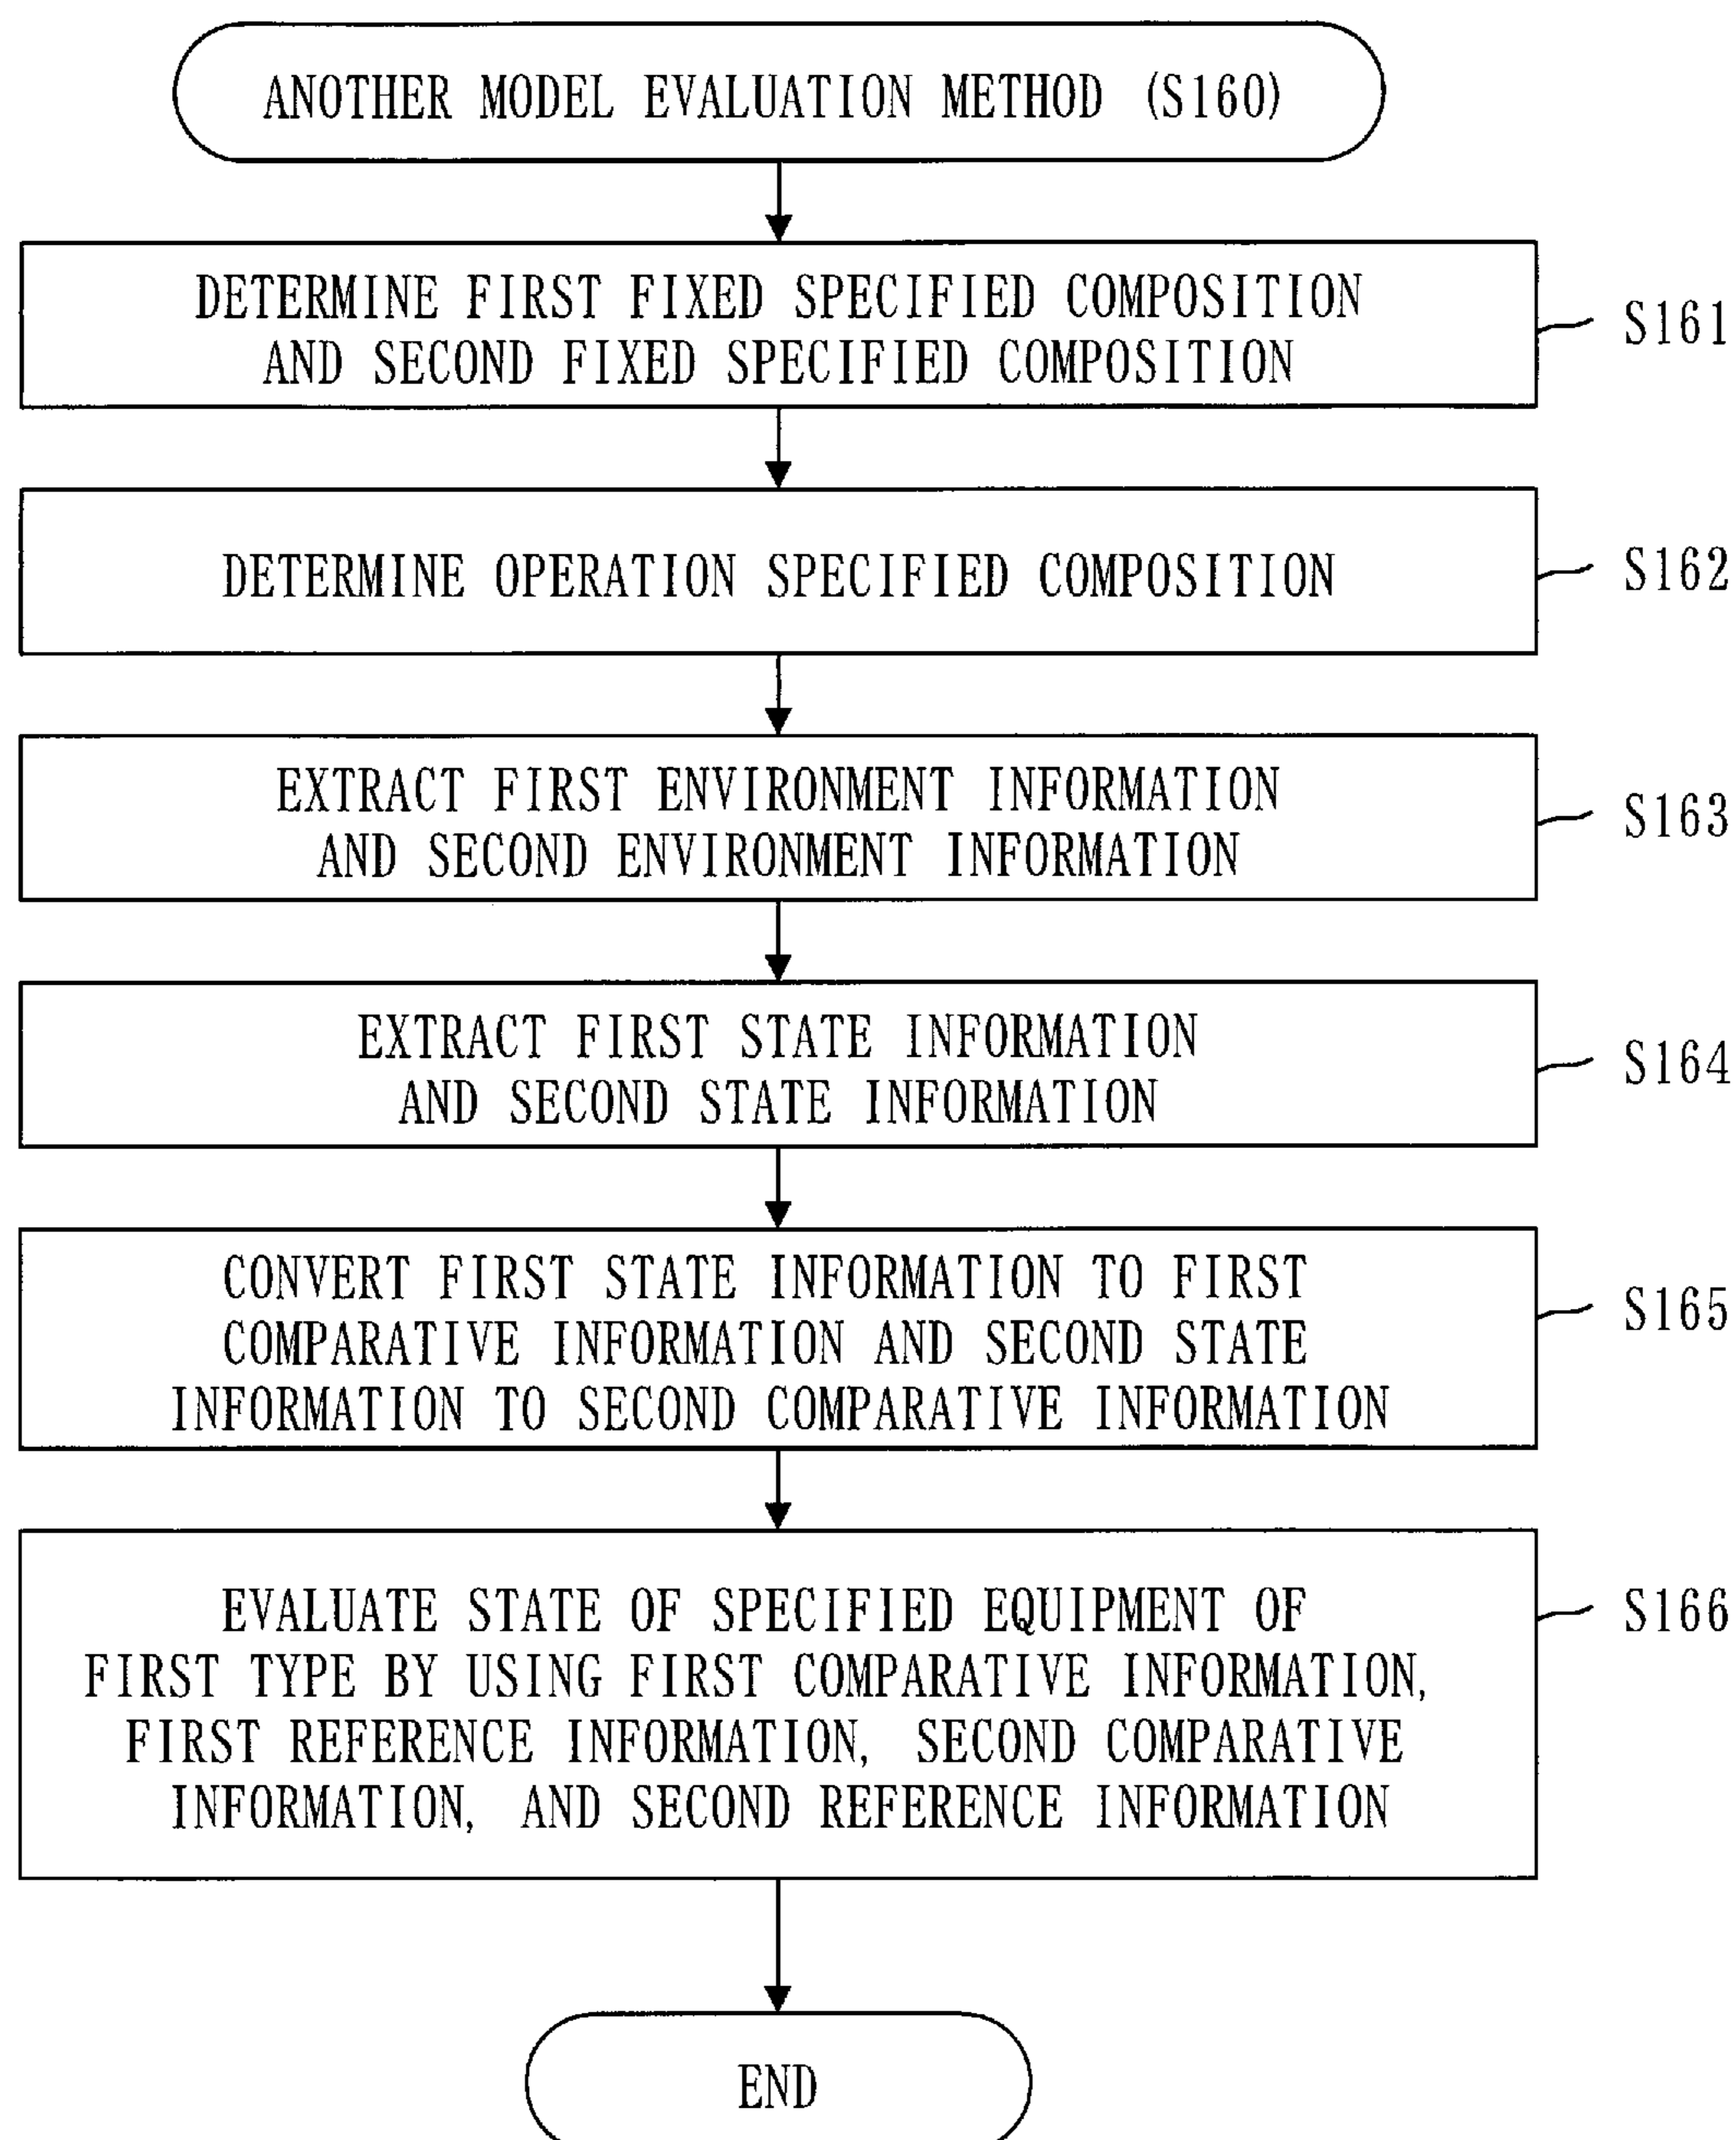 ANOTHER MODEL EVALUATION METHOD (S160)
DETERMINE FIRST FIXED SPECIFIED COMPOSITION
AND SECOND FIXED SPECIFIED COMPOSITION
S161
DETERMINE OPERATION SPECIFIED COMPOSITION
S162
EXTRACT FIRST ENVIRONMENT INFORMATION
AND SECOND ENVIRONMENT INFORMATION
S163
EXTRACT FIRST STATE INFORMATION
AND SECOND STATE INFORMATION
S164
CONVERT FIRST STATE INFORMATION TO FIRST
COMPARATIVE INFORMATION AND SECOND STATE
INFORMATION TO SECOND COMPARATIVE INFORMATION
S165
EVALUATE STATE OF SPECIFIED EQUIPMENT OF
FIRST TYPE BY USING FIRST COMPARATIVE INFORMATION,
FIRST REFERENCE INFORMATION, SECOND COMPARATIVE
INFORMATION, AND SECOND REFERENCE INFORMATION
S166
END